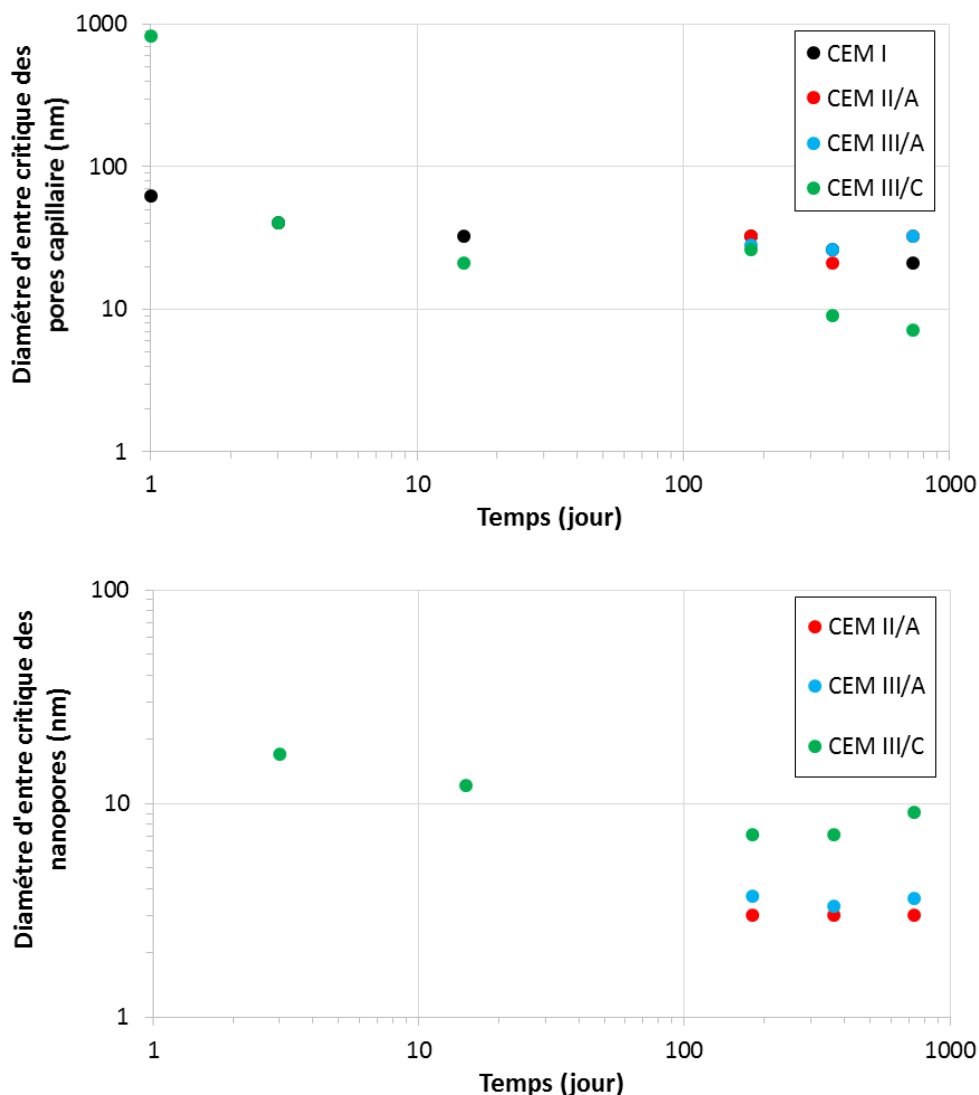 Diamétre d'entre critique des
pores capillaire (nm)
1000
100
10
1
CEM I
CEM II/A
CEM III/A
CEM III/C
1
10
100
1000
Temps (jour)
Diamétre d'entre critique des
nanopores (nm)
100
10
1
CEM II/A
CEM III/A
CEM III/C
1
10
100
1000
Temps (jour)